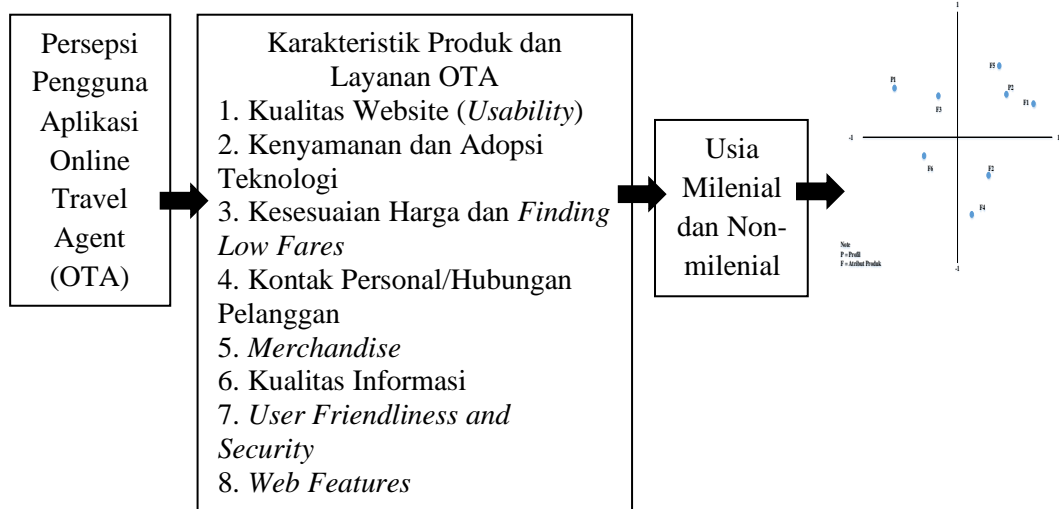 Persepsi
Pengguna
Aplikasi
Online
Travel
Agent
(OTA)
Karakteristik Produk dan
Layanan OTA
1. Kualitas Website (Usability)
2. Kenyamanan dan Adopsi
Teknologi
3. Kesesuaian Harga dan Finding
Low Fares
4. Kontak Personal/Hubungan
Pelanggan
5. Merchandise
6. Kualitas Informasi
7. User Friendliness and
Security
8. Web Features
Usia
Milenial
dan Non-
milenial
1
F5
P1
P2
F3
F1
-1
1
F6
F2
F4
Note
P = Profil
F = Atribut Produk
-1